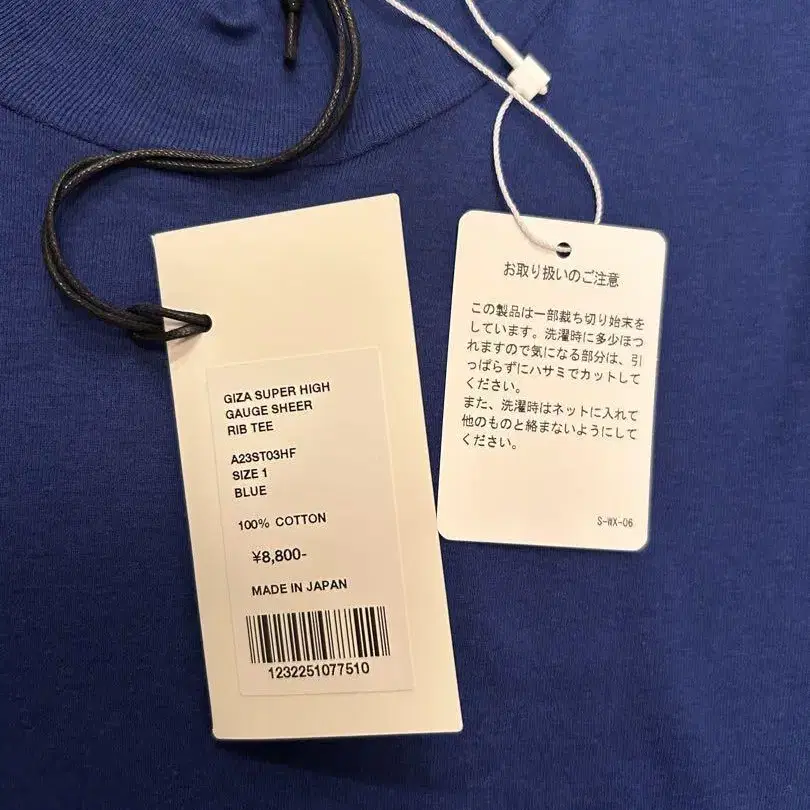 GIZA SUPER HIGH
GAUGE SHEER
RIB TEE
A23ST03HF
SIZE 1
BLUE
100% COTTON
¥8,800-
MADE IN JAPAN
1232251077510
お取り扱いのご注意
この製品は一部裁ち切り始末を
しています。洗濯時に多少ほつ
れますので気になる部分は、引
っぱらずにハサミでカットして
ください。
また、洗濯時はネットに入れて
他のものと絡まないようにして
ください。
S-WX-06